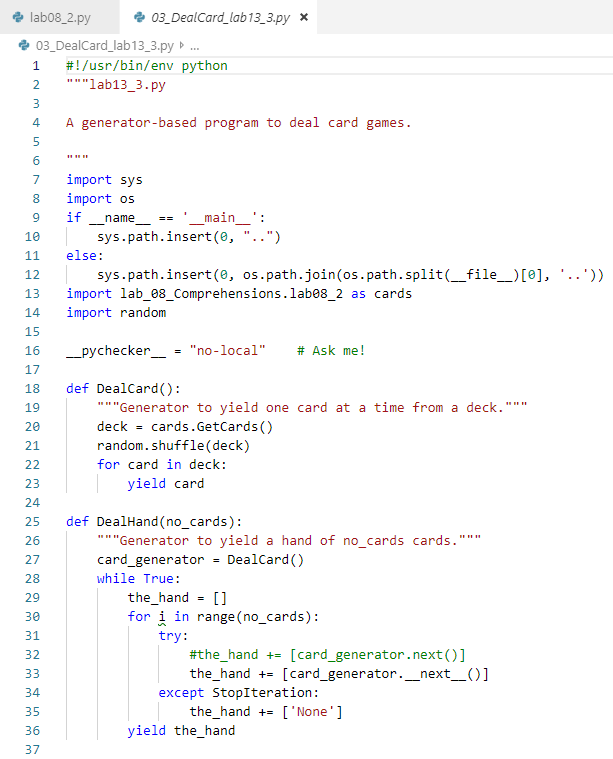 lab08_2.py 03_DealCard_lab13_3.py ×
03_DealCard_lab13_3.py ▸ ...
1 #!/usr/bin/env python
2 """lab13_3.py
3
4 A generator-based program to deal card games.
5
6 """
7 import sys
8 import os
9 if __name__ == '__main__':
10     sys.path.insert(0, "..")
11 else:
12     sys.path.insert(0, os.path.join(os.path.split(__file__)[0], '..'))
13 import lab_08_Comprehensions.lab08_2 as cards
14 import random
15
16 __pychecker__ = "no-local"    # Ask me!
17
18 def DealCard():
19     """Generator to yield one card at a time from a deck."""
20     deck = cards.GetCards()
21     random.shuffle(deck)
22     for card in deck:
23         yield card
24
25 def DealHand(no_cards):
26     """Generator to yield a hand of no_cards cards."""
27     card_generator = DealCard()
28     while True:
29         the_hand = []
30         for i in range(no_cards):
31             try:
32                 #the_hand += [card_generator.next()]
33                 the_hand += [card_generator.__next__()]
34             except StopIteration:
35                 the_hand += ['None']
36         yield the_hand
37